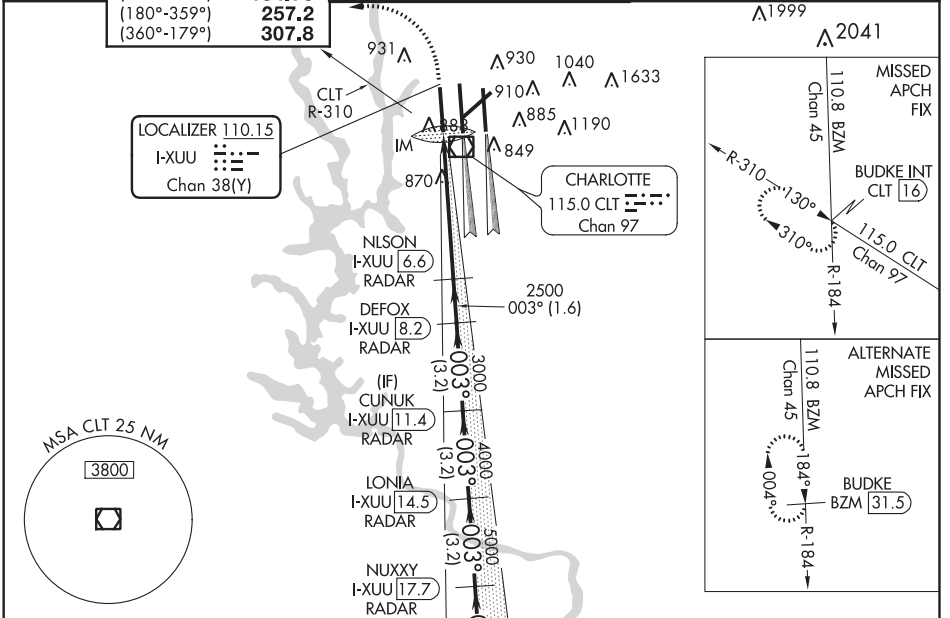 (180°-359°) 257.2
(360°-179°) 307.8
1999
2041
931
930
1040
910
1633
885
1190
883
849
870
IM
CLT
R-310
LOCALIZER 110.15
I-XUU
Chan 38(Y)
CHARLOTTE
115.0 CLT
Chan 97
NLSON
I-XUU 6.6
RADAR
2500
003° (1.6)
DEFOX
I-XUU 8.2
RADAR
003°
(3.2)
3000
(IF)
CUNUK
I-XUU 11.4
RADAR
003°
(3.2)
4000
LONIA
I-XUU 14.5
RADAR
003°
(3.2)
5000
NUXXY
I-XUU 17.7
RADAR
MSA CLT 25 NM
3800
MISSED
APCH
FIX
110.8 BZM
Chan 45
R-310
130°
310°
BUDKE INT
CLT 16
115.0 CLT
Chan 97
R-184
ALTERNATE
MISSED
APCH FIX
110.8 BZM
Chan 45
184°
004°
BUDKE
BZM 31.5
R-184